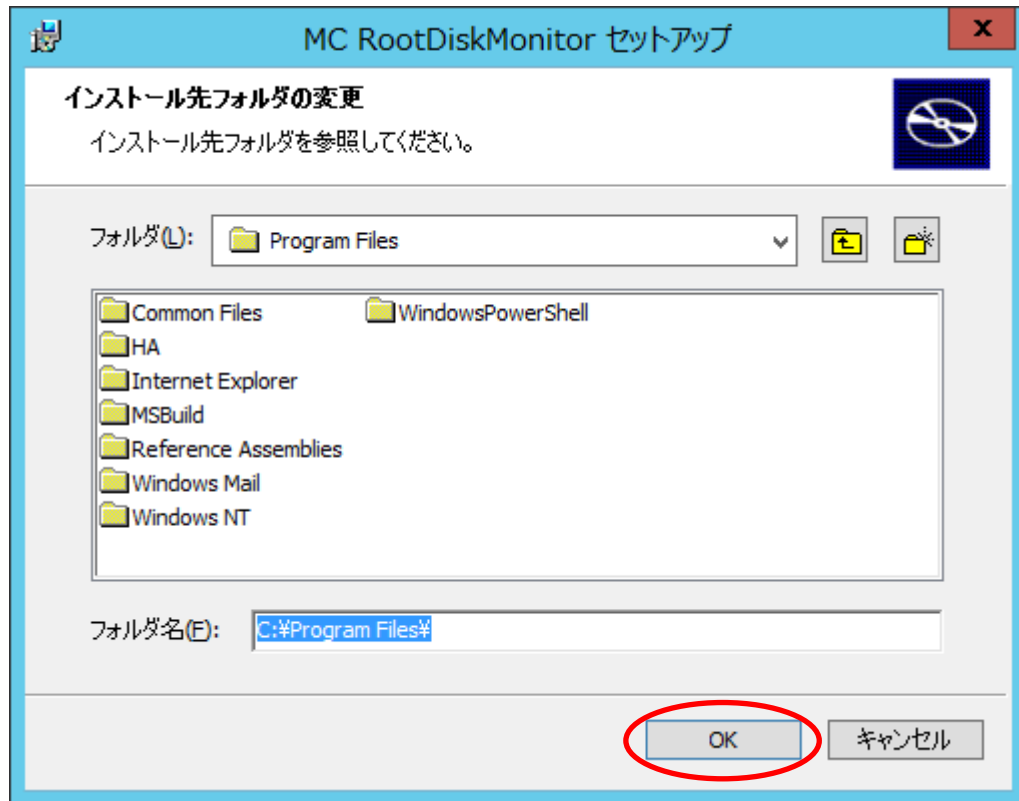 MC RootDiskMonitor セットアップ
x
インストール先フォルダの変更
インストール先フォルダを参照してください。
フォルダ(L): Program Files
Common Files WindowsPowerShell
HA
Internet Explorer
MSBuild
Reference Assemblies
Windows Mail
Windows NT
フォルダ名(F): C:¥Program Files¥
OK キャンセル